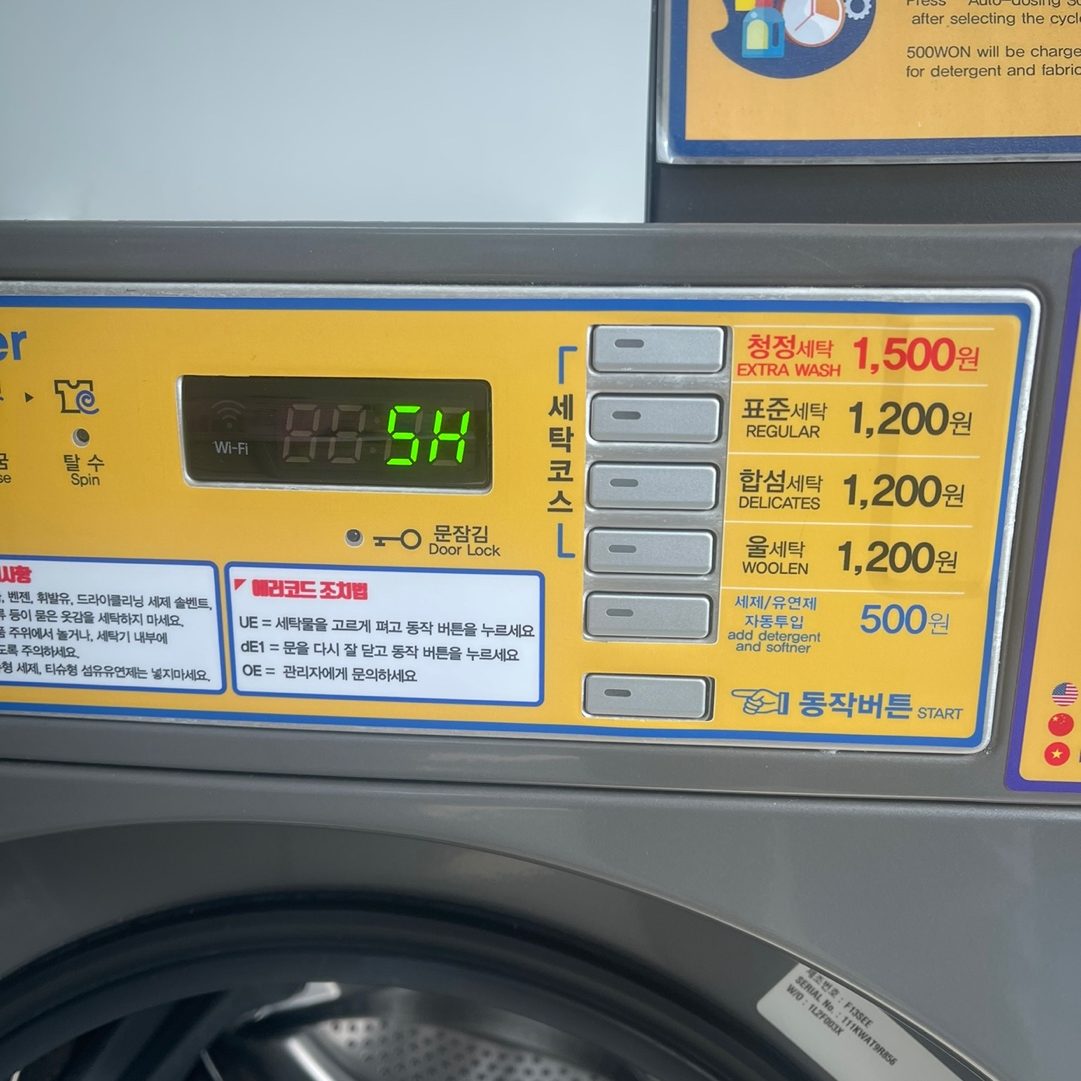 after selecting the cycle
500WON will be charge
for detergent and fabric
er
Wi-Fi
5H
탈 수
Spin
문잠김
Door Lock
세탁코스
청정세탁 1,500원
EXTRA WASH
표준세탁 1,200원
REGULAR
합섬세탁 1,200원
DELICATES
울세탁 1,200원
WOOLEN
세제/유연제
자동투입 500원
add detergent
and softner
동작버튼 START
벤젠, 휘발유, 드라이클리닝 세제 솔벤트,
등이 묻은 옷감을 세탁하지 마세요.
주위에서 놀거나, 세탁기 내부에
주의하세요.
세제, 티슈형 섬유유연제는 넣지마세요.
에러코드 조치법
UE = 세탁물을 고르게 펴고 동작 버튼을 누르세요
dE1 = 문을 다시 잘 닫고 동작 버튼을 누르세요
OE = 관리자에게 문의하세요
제조번호 : F13SEE
SERIAL No. : 111KWAT9R856
W/O : 1L2F003X